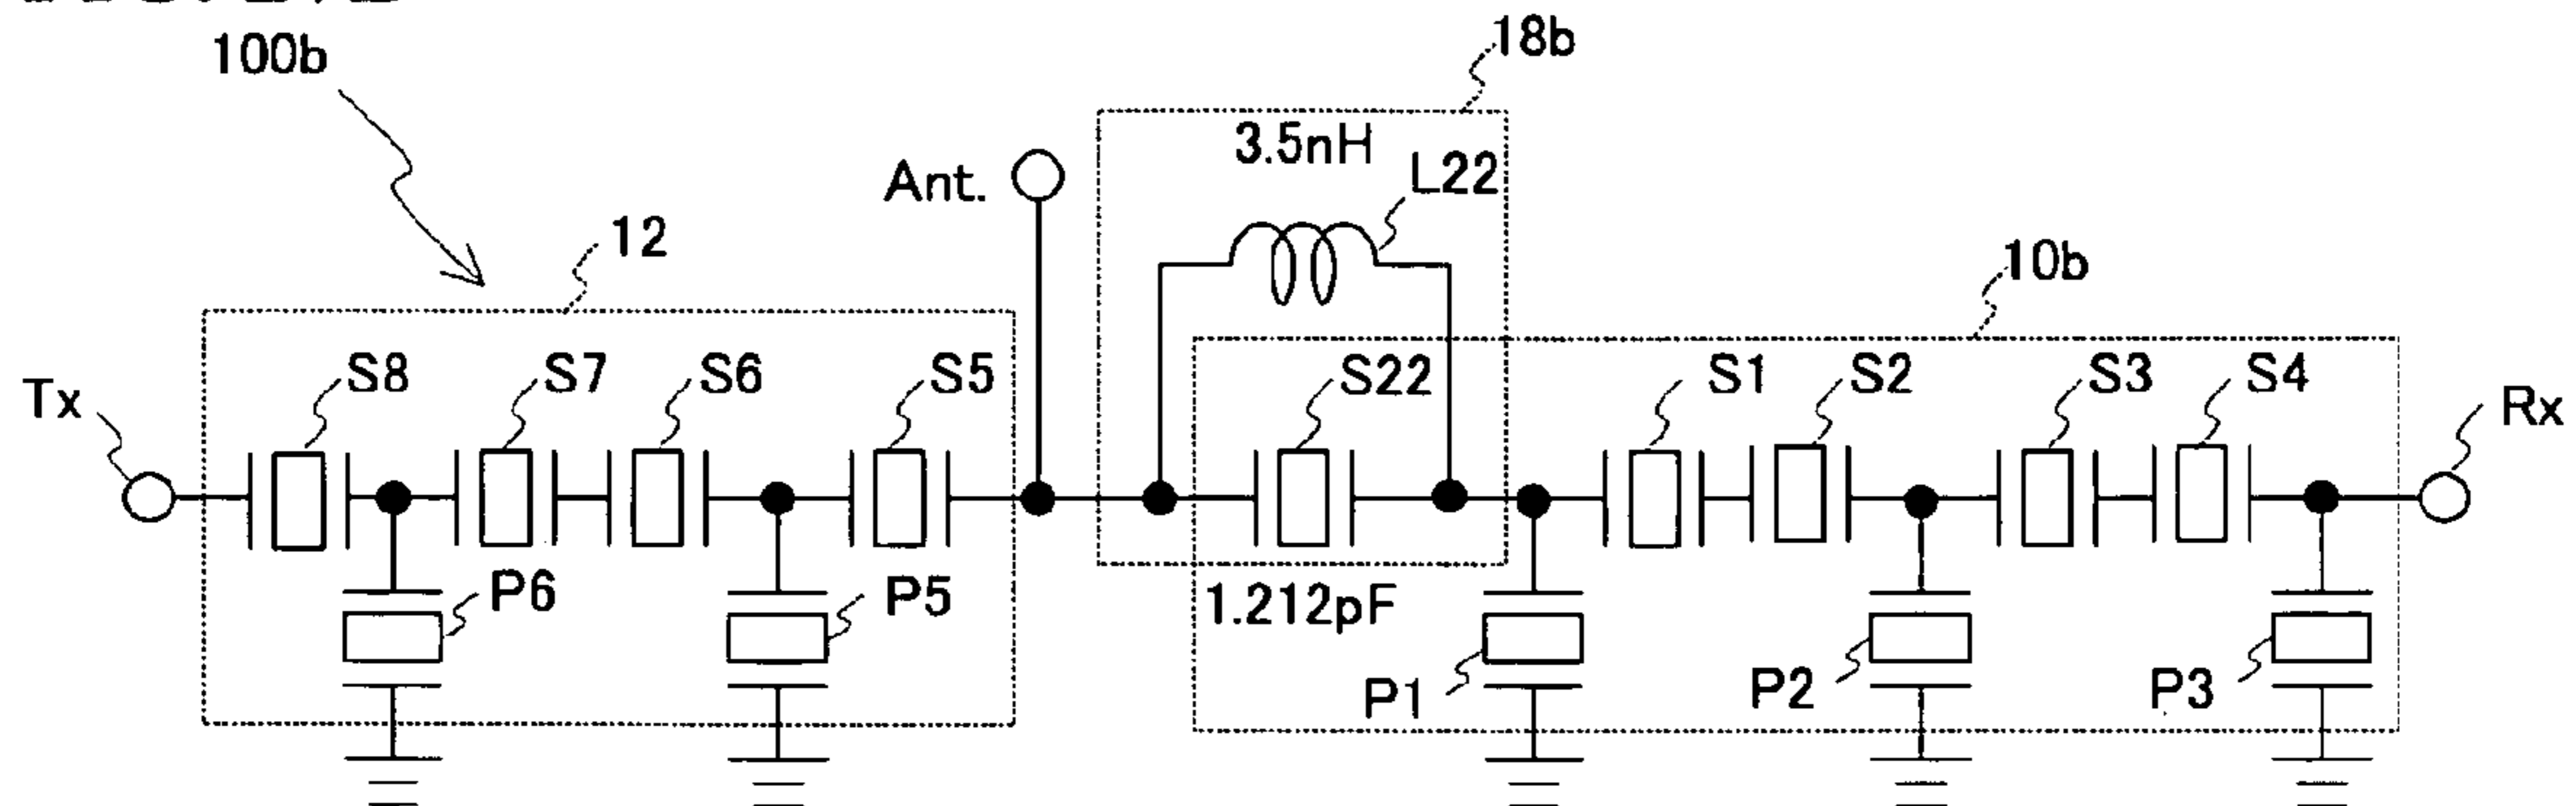 100b
18b
3.5nH
L22
Ant.
12
10b
S8
S7
S6
S5
S22
S1
S2
S3
S4
Tx
Rx
P6
P5
1.212pF
P1
P2
P3